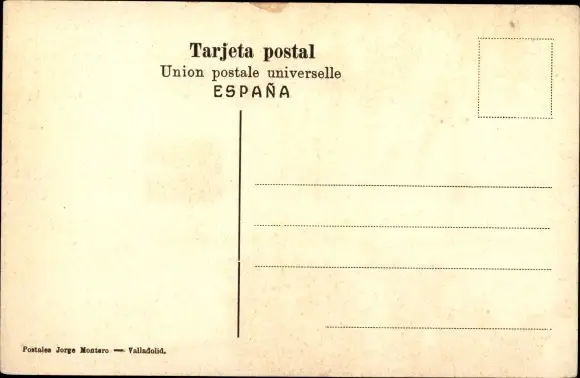 Tarjeta postal
Union postale universelle
ESPAÑA
Postales Jorge Montero — Valladolid.